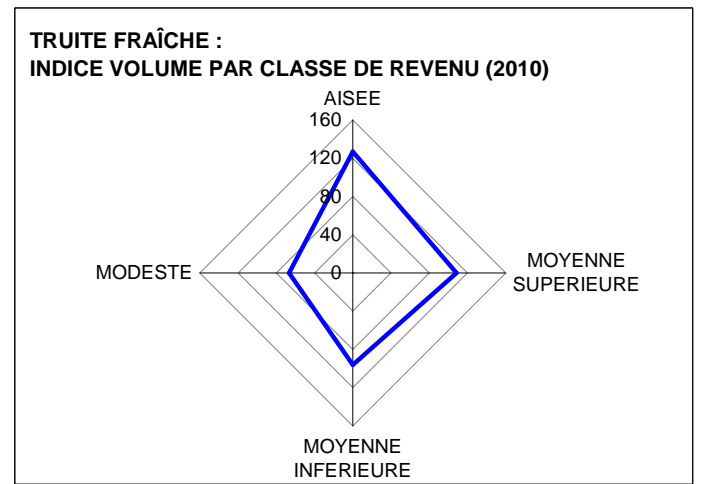 TRUITE FRAÎCHE :
INDICE VOLUME PAR CLASSE DE REVENU (2010)
AISEE
160
120
80
40
0
MODESTE
MOYENNE
SUPERIEURE
MOYENNE
INFERIEURE